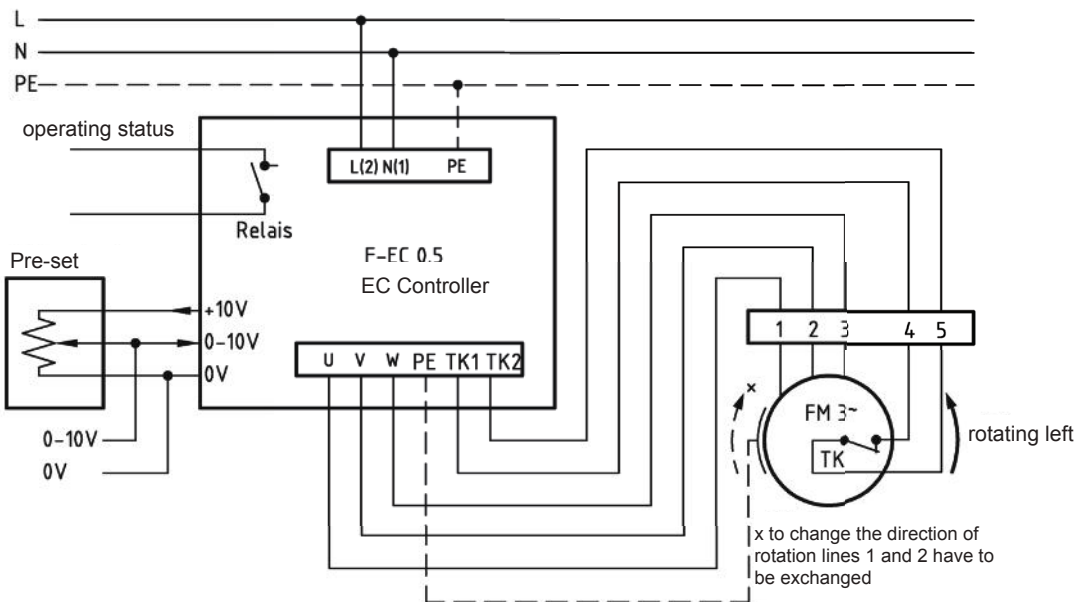 L
N
PE
operating status
L(2) N(1) PE
Relais
Pre-set
F-EC 0.5
EC Controller
+10V
0-10V
0V
U V W PE TK1 TK2
1 2 3 4 5
x
FM 3~
TK
rotating left
0-10V
0V
x to change the direction of
rotation lines 1 and 2 have to
be exchanged